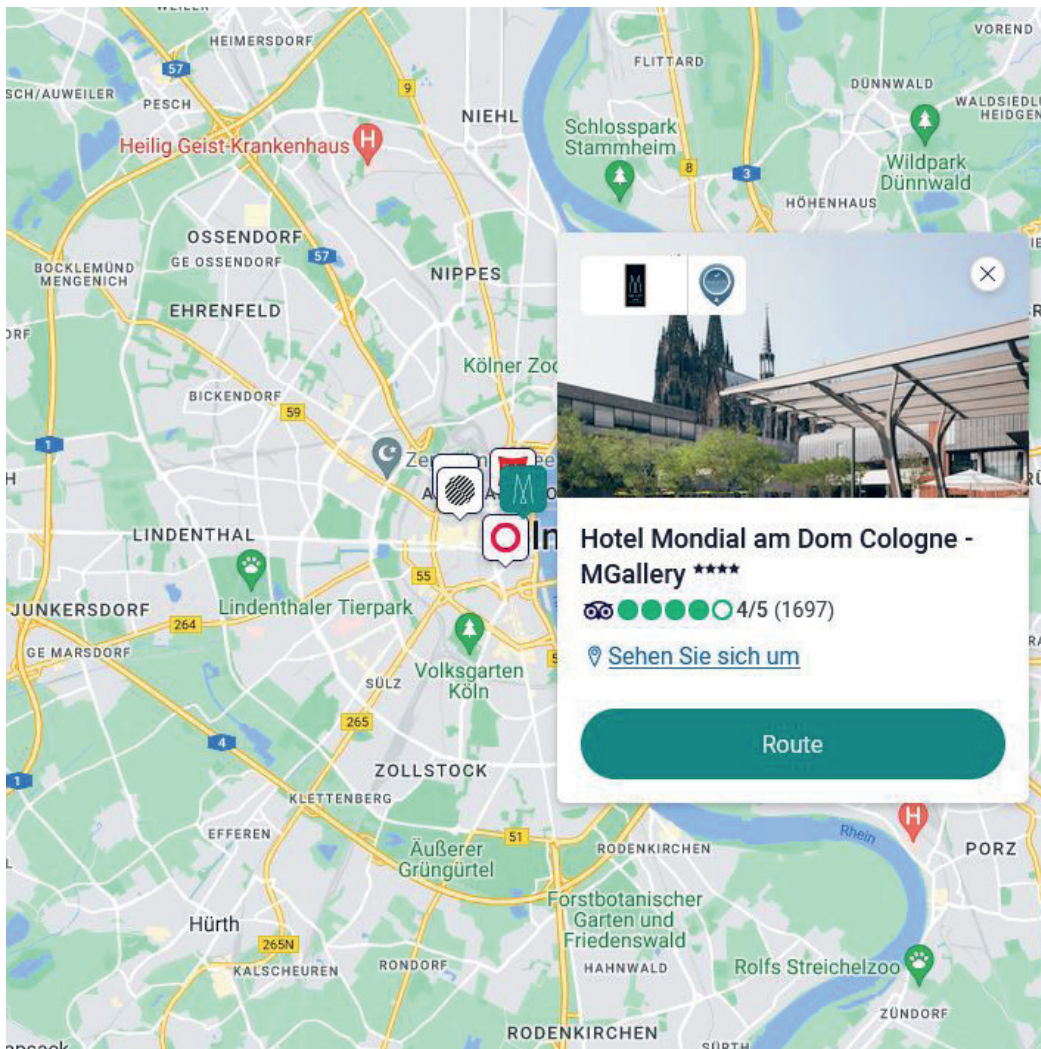 HEIMERSDORF
VOREND
57
FLITTARD
SCH/AUWEILER
PESCH
9
DÜNNWALD
NIEHL
WALDSIEDLU
HEIDGEN
Heilig Geist-Krankenhaus
H
Schlosspark
Stammheim
8
3
Wildpark
Dünnwald
HÖHENHAUS
OSSENDORF
GE OSSENDORF
57
BOCKLEMÜND
MENGENICH
NIPPES
EHRENFELD
Kölner Zoo
BICKENDORF
59
1
LINDENTHAL
55
Lindenthaler Tierpark
JUNKERSDORF
264
GE MARSDORF
Volksgarten
Köln
SÜLZ
265
4
ZOLLSTOCK
1
KLETTENBERG
Hotel Mondial am Dom Cologne -
MGallery ****
4/5 (1697)
Sehen Sie sich um
Route
EFFEREN
51
Äußerer
Grüngürtel
RODENKIRCHEN
Rhein
H
PORZ
Hürth
265N
Forstbotanischer
Garten und
Friedenswald
KALSCHEUREN
RONDORF
HAHNWALD
Rolfs Streichelzoo
ZÜNDORF
RODENKIRCHEN
SÜRTH